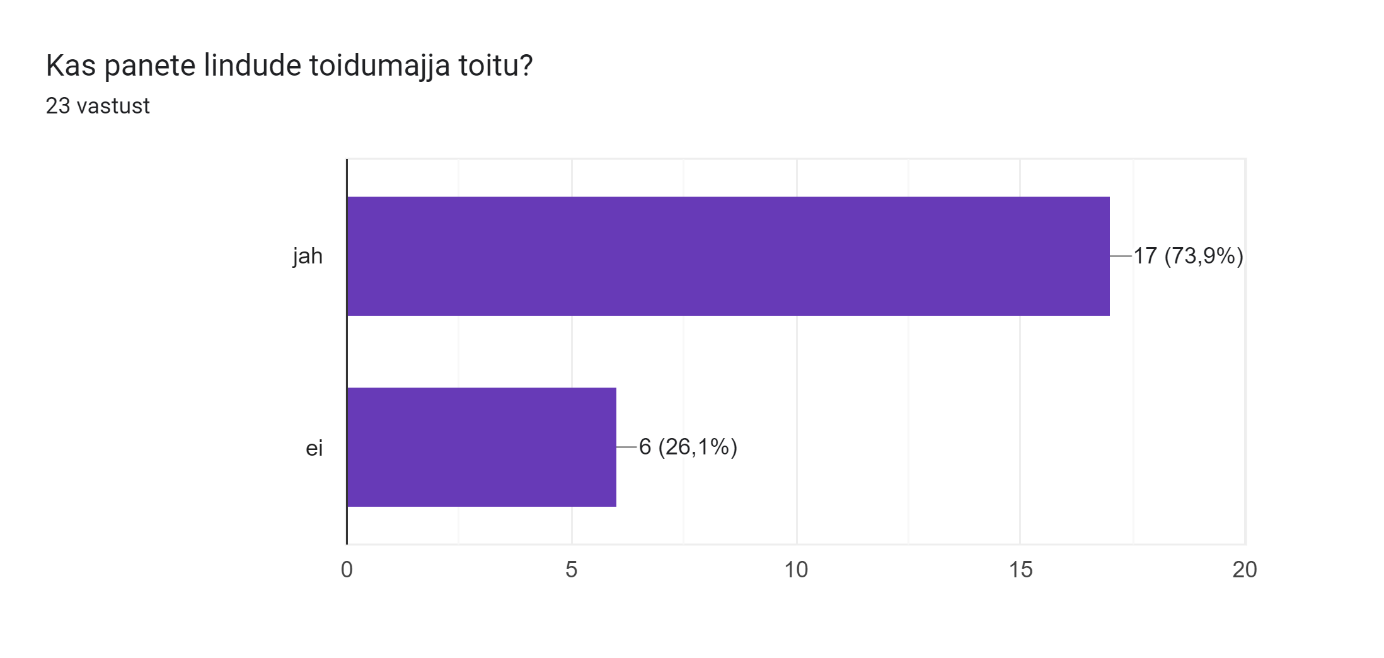 Kas panete lindude toidumajja toitu?
23 vastust
jah
17 (73,9%)
ei
6 (26,1%)
0 5 10 15 20